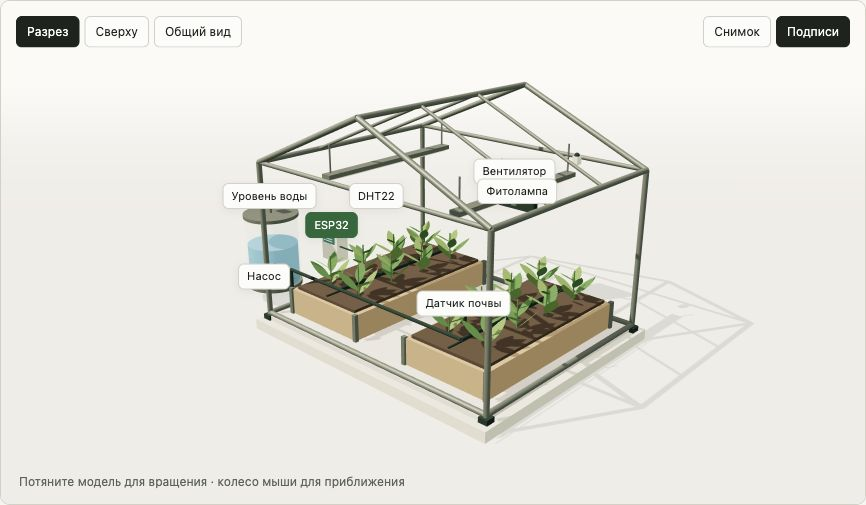 Разрез Сверху Общий вид Снимок Подписи
Вентилятор
Фитолампа
Уровень воды DHT22
ESP32
Насос
Датчик почвы
Потяните модель для вращения · колесо мыши для приближения